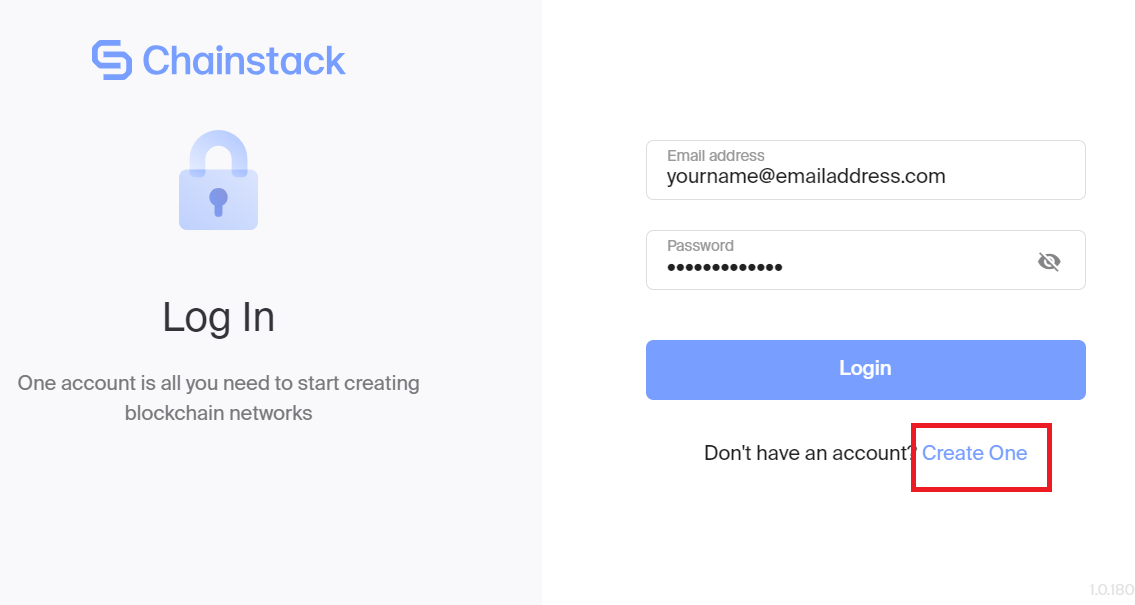 Chainstack
Log In
One account is all you need to start creating
blockchain networks
Email address
yourname@emailaddress.com
Password
•••••••••••••
Login
Don't have an account? Create One
1.0.180